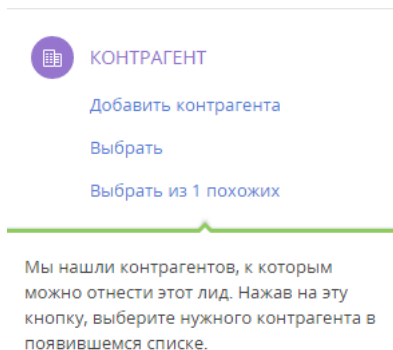 КОНТРАГЕНТ
Добавить контрагента
Выбрать
Выбрать из 1 похожих
Мы нашли контрагентов, к которым
можно отнести этот лид. Нажав на эту
кнопку, выберите нужного контрагента в
появившемся списке.